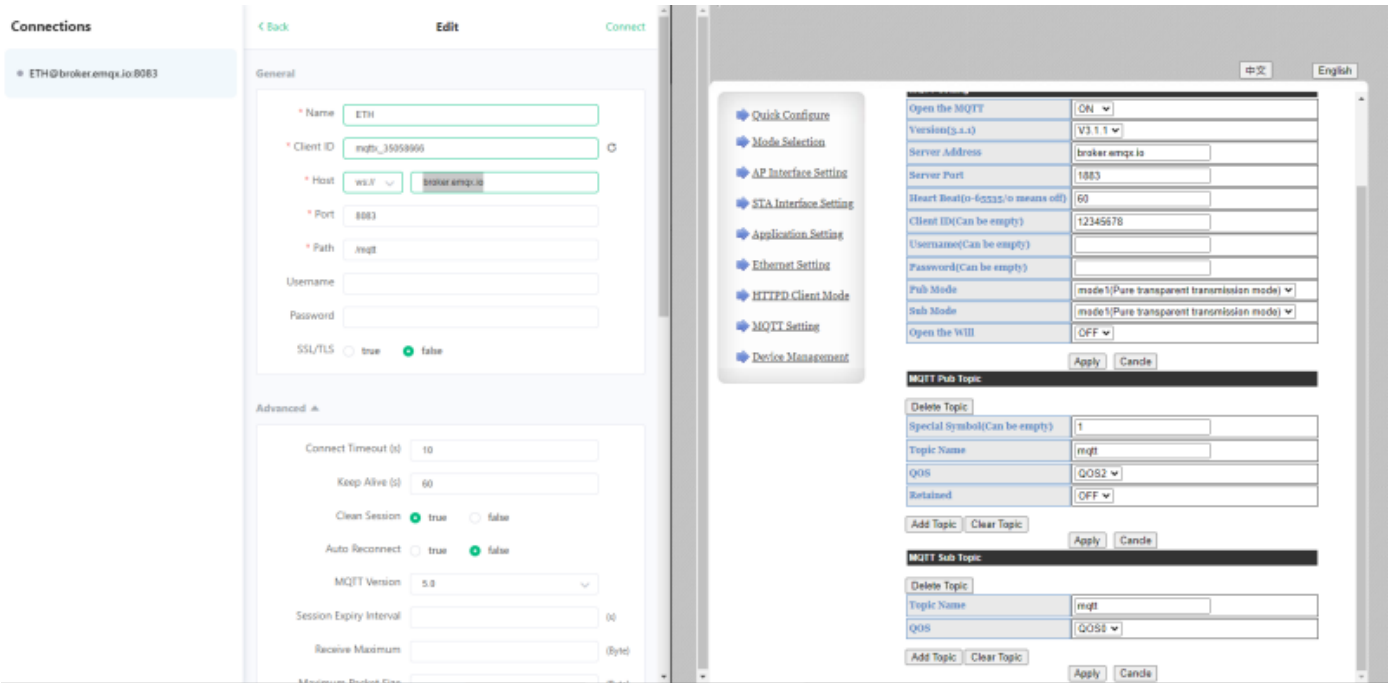 Connections
ETH@broker.emqx.io:8083
< Back
Edit
Connect
General
* Name ETH
* Client ID mqttx_35058666
* Host ws:// broker.emqx.io
* Port 8083
* Path /mqtt
Username
Password
SSL/TLS true false
Advanced
Connect Timeout (s) 10
Keep Alive (s) 60
Clean Session true false
Auto Reconnect true false
MQTT Version 5.0
Session Expiry Interval (s)
Receive Maximum (Byte)
Maximum Packet Size
中文
English
Quick Configure
Mode Selection
AP Interface Setting
STA Interface Setting
Application Setting
Ethernet Setting
HTTPD Client Mode
MQTT Setting
Device Management
Open the MQTT ON
Version(3.1.1) V3.1.1
Server Address broker.emqx.io
Server Port 1883
Heart Beat(0-65535/0 means off) 60
Client ID(Can be empty) 12345678
Username(Can be empty)
Password(Can be empty)
Pub Mode mode1(Pure transparent transmission mode)
Sub Mode mode1(Pure transparent transmission mode)
Open the Will OFF
Apply Cancle
MQTT Pub Topic
Delete Topic
Special Symbol(Can be empty) 1
Topic Name mqtt
QOS QOS2
Retained OFF
Add Topic Clear Topic
Apply Cancle
MQTT Sub Topic
Delete Topic
Topic Name mqtt
QOS QOS0
Add Topic Clear Topic
Apply Cancle